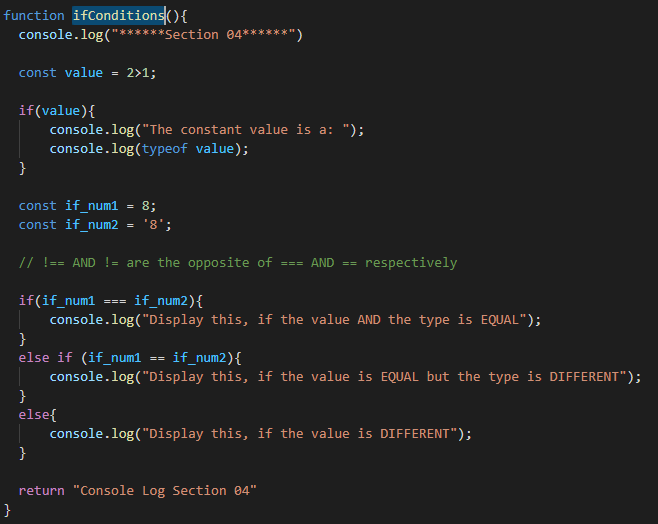 function ifConditions(){
console.log("******Section 04******")
const value = 2>1;
if(value){
console.log("The constant value is a: ");
console.log(typeof value);
}
const if_num1 = 8;
const if_num2 = '8';
// !== AND != are the opposite of === AND == respectively
if(if_num1 === if_num2){
console.log("Display this, if the value AND the type is EQUAL");
}
else if (if_num1 == if_num2){
console.log("Display this, if the value is EQUAL but the type is DIFFERENT");
}
else{
console.log("Display this, if the value is DIFFERENT");
}
return "Console Log Section 04"
}